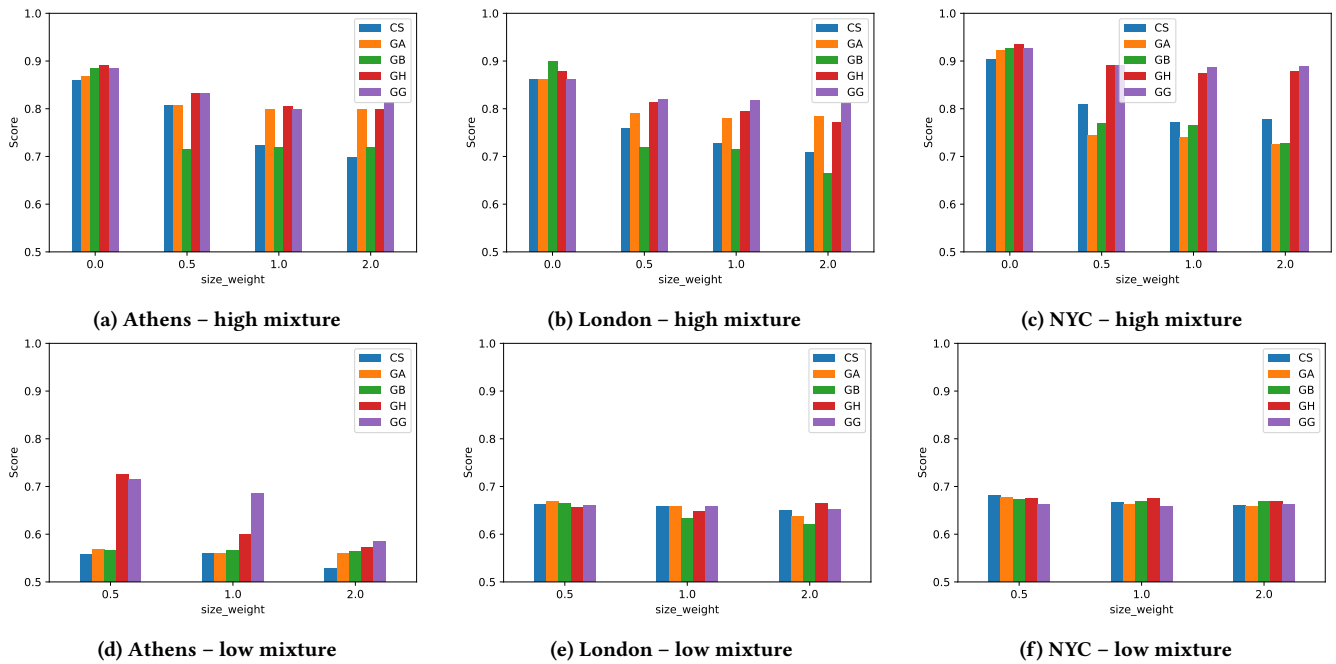 1.0
0.9
0.8
0.7
0.6
0.5
Score
0.0 0.5 1.0 2.0
size_weight
CS
GA
GB
GH
GG
(a) Athens – high mixture
1.0
0.9
0.8
0.7
0.6
0.5
Score
0.0 0.5 1.0 2.0
size_weight
CS
GA
GB
GH
GG
(b) London – high mixture
1.0
0.9
0.8
0.7
0.6
0.5
Score
0.0 0.5 1.0 2.0
size_weight
CS
GA
GB
GH
GG
(c) NYC – high mixture
1.0
0.9
0.8
0.7
0.6
0.5
Score
0.5 1.0 2.0
size_weight
CS
GA
GB
GH
GG
(d) Athens – low mixture
1.0
0.9
0.8
0.7
0.6
0.5
Score
0.5 1.0 2.0
size_weight
CS
GA
GB
GH
GG
(e) London – low mixture
1.0
0.9
0.8
0.7
0.6
0.5
Score
0.5 1.0 2.0
size_weight
CS
GA
GB
GH
GG
(f) NYC – low mixture